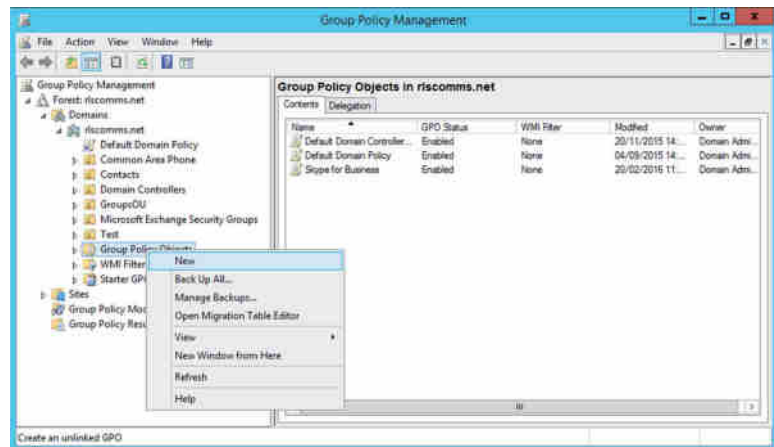 Group Policy Management
File Action View Window Help
Group Policy Management
Forest: rlscomms.net
Domains
rlscomms.net
Default Domain Policy
Common Area Phone
Contacts
Domain Controllers
GroupsOU
Microsoft Exchange Security Groups
Test
Group Policy Objects
WMI Filter
Starter GP
Sites
Group Policy Mod
Group Policy Resu
New
Back Up All...
Manage Backups...
Open Migration Table Editor
View
New Window from Here
Refresh
Help
Group Policy Objects in rlscomms.net
Contents Delegation
Name GPO Status WMI Filter Modified Owner
Default Domain Controller... Enabled None 20/11/2015 14:... Domain Admi...
Default Domain Policy Enabled None 04/09/2015 14:... Domain Admi...
Skype for Business Enabled None 20/02/2016 11:... Domain Admi...
Create an unlinked GPO